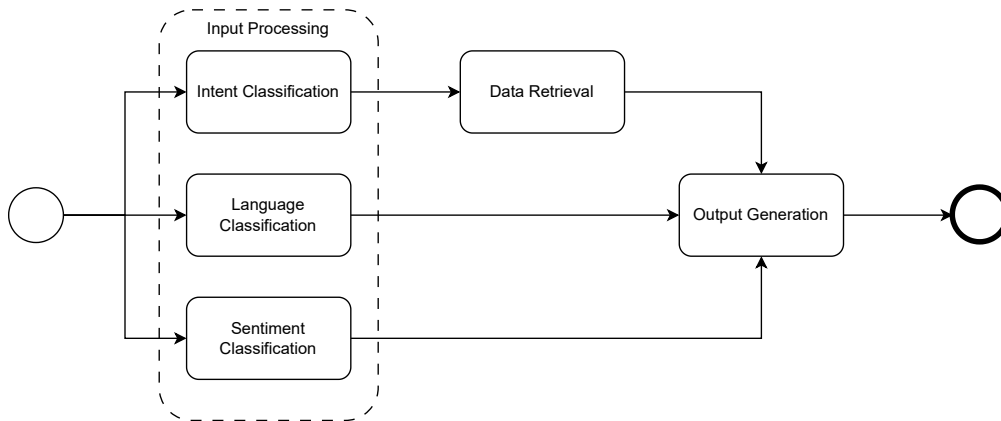 Input Processing
Intent Classification
Data Retrieval
Language
Classification
Output Generation
Sentiment
Classification